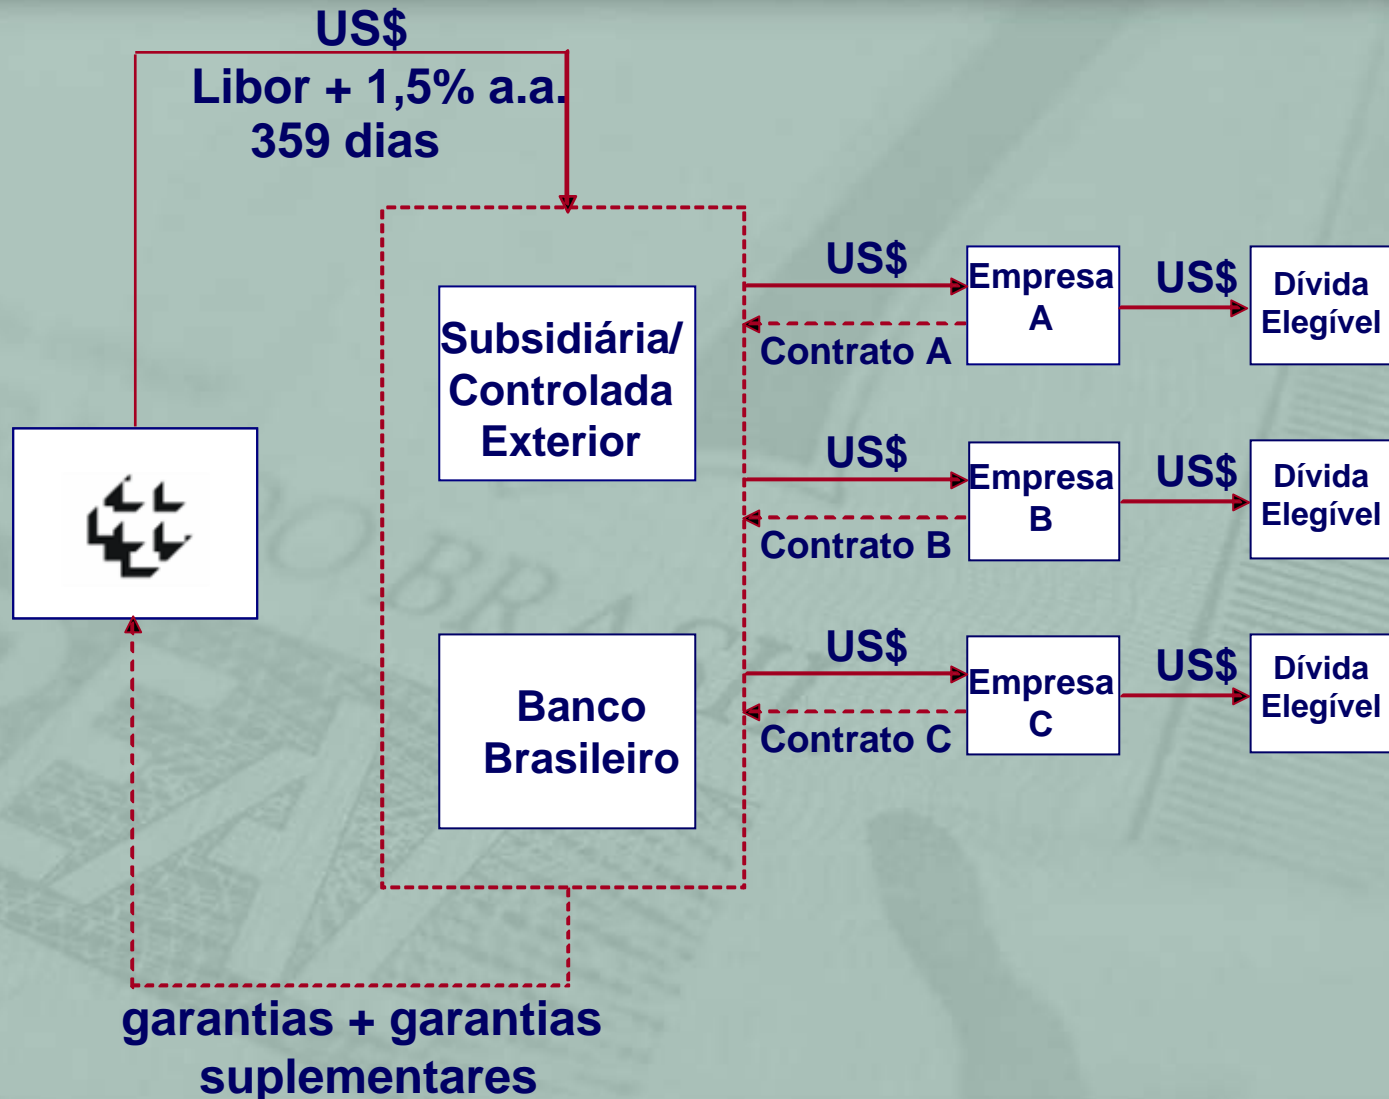 US$
Libor + 1,5% a.a.
359 dias
Subsidiária/
Controlada
Exterior
Banco
Brasileiro
US$
Contrato A
Empresa
A
US$
Dívida
Elegível
US$
Contrato B
Empresa
B
US$
Dívida
Elegível
US$
Contrato C
Empresa
C
US$
Dívida
Elegível
garantias + garantias
suplementares
O BRASIL